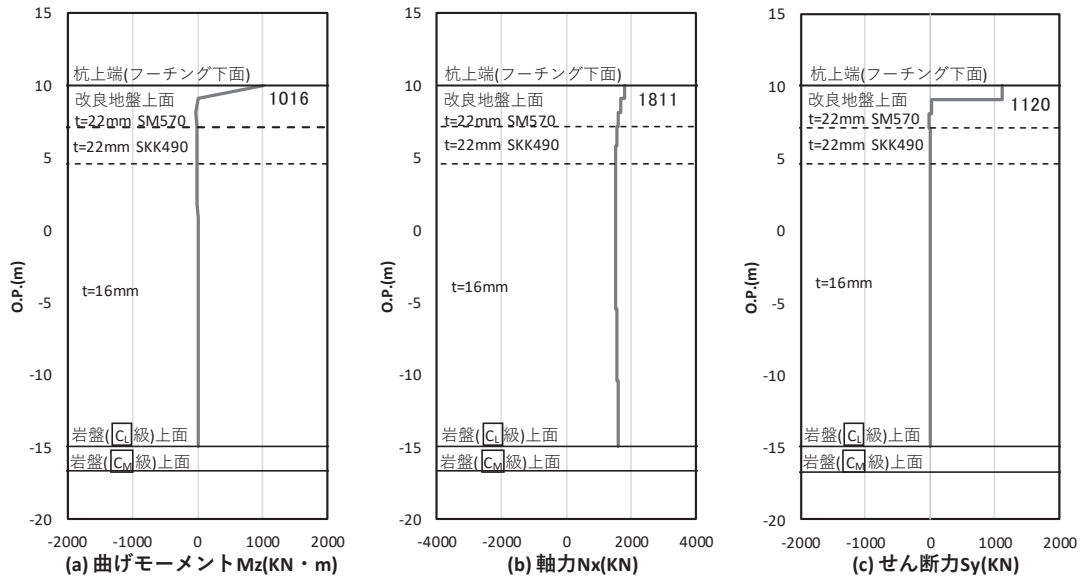 15
10
5
0
-5
-10
-15
-20
O.P.(m)
杭上端(フーチング下面)
改良地盤上面
1016
t=22mm SM570
t=22mm SKK490
t=16mm
岩盤(CL級)上面
岩盤(CM級)上面
-2000 -1000 0 1000 2000
(a) 曲げモーメントMz(KN・m)
15
10
5
0
-5
-10
-15
-20
O.P.(m)
杭上端(フーチング下面)
改良地盤上面
1811
t=22mm SM570
t=22mm SKK490
t=16mm
岩盤(CL級)上面
岩盤(CM級)上面
-4000 -2000 0 2000 4000
(b) 軸力Nx(KN)
15
10
5
0
-5
-10
-15
-20
O.P.(m)
杭上端(フーチング下面)
改良地盤上面
1120
t=22mm SM570
t=22mm SKK490
t=16mm
岩盤(CL級)上面
岩盤(CM級)上面
-2000 -1000 0 1000 2000
(c) せん断力Sy(KN)